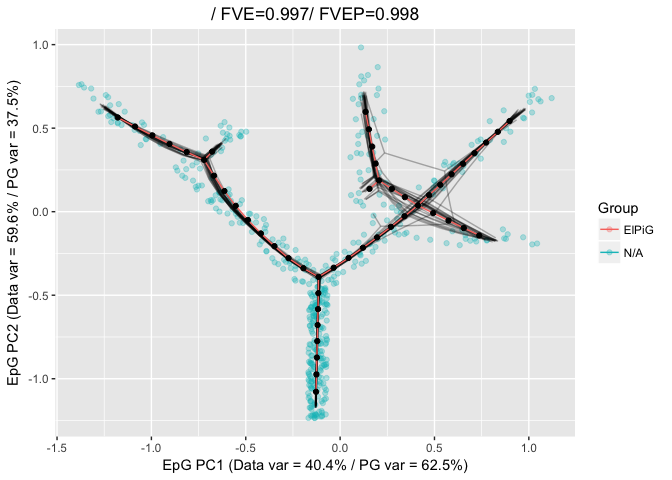 / FVE=0.997/ FVEP=0.998
1.0
0.5
0.0
-0.5
-1.0
EpG PC2 (Data var = 59.6% / PG var = 37.5%)
-1.5
-1.0
-0.5
0.0
0.5
1.0
EpG PC1 (Data var = 40.4% / PG var = 62.5%)
Group
ElPiG
N/A